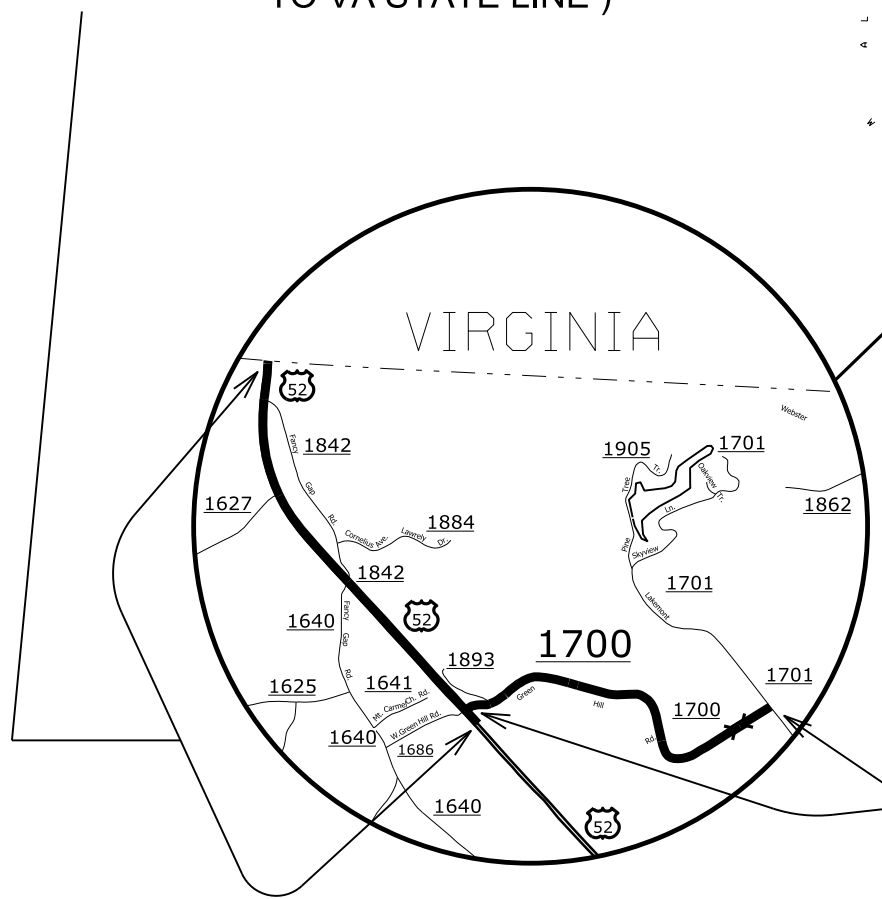 TO VA STATE LINE )
L
A
W
VIRGINIA
52
Webster
Fancy
1842
1905
1701
Tr.
Oakview
Tr.
Tree
1627
Gap
1862
Rd.
1884
Ln.
Lawrely
Dr.
Cornelius Ave.
Pine
Skyview
1842
1701
Lakemont
Fancy
Gap
Rd.
1640
52
1700
1893
1701
1625
1641
Mt. Carmel Ch. Rd.
Green
Hill
Rd.
1700
1640
W. Green Hill Rd.
1686
1640
52